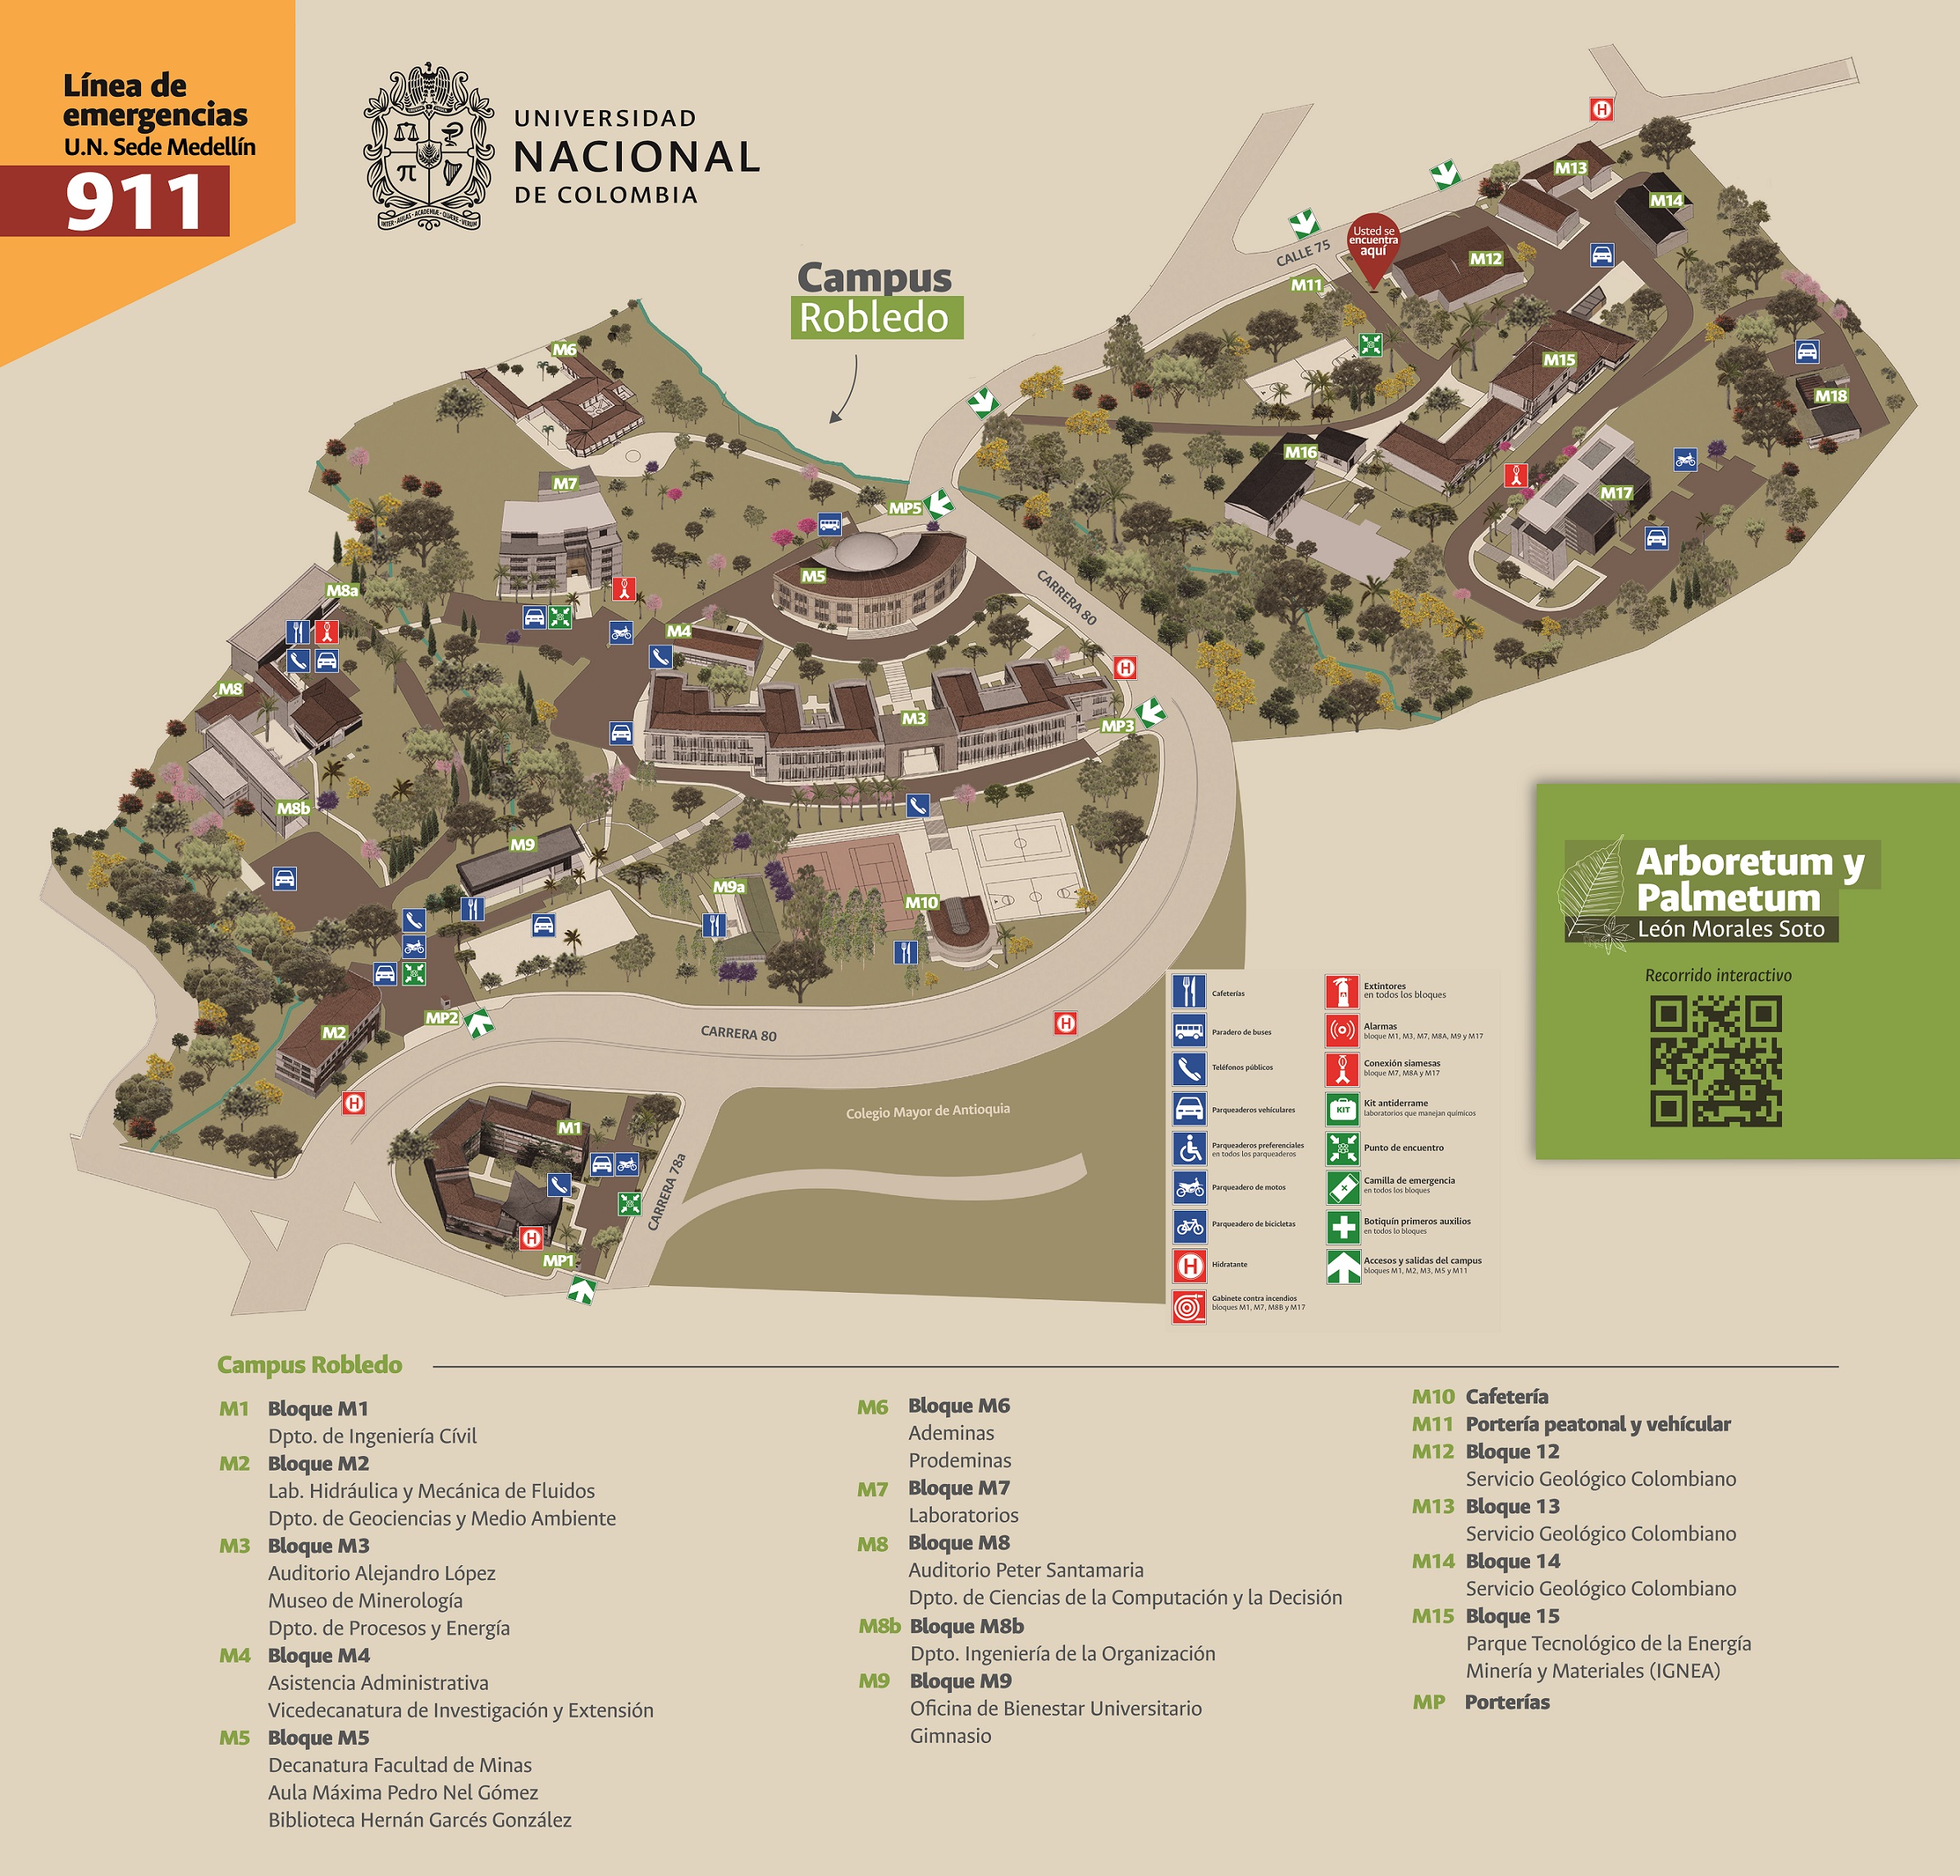 Línea de
emergencias
U.N. Sede Medellín
911
UNIVERSIDAD
NACIONAL
DE COLOMBIA
INTER·AULAS·ACADEMIÆ·QUÆRE·VERUM
π
Campus
Robledo
CALLE 75
Usted se
encuentra
aquí
H
M13
M14
M12
M11
M15
M18
M16
M17
M6
M7
MP5
M5
CARRERA 80
M8a
M4
M8
M3
H
MP3
M8b
M9
M9a
M10
MP2
M2
CARRERA 80
H
H
M1
CARRERA 78a
H
MP1
Colegio Mayor de Antioquia
Cafeterías
Paradero de buses
Teléfonos públicos
Parqueaderos vehículares
Parqueaderos preferenciales
en todos los parqueaderos
Parqueadero de motos
Parqueadero de bicicletas
H
Hidratante
Gabinete contra incendios
bloques M1, M7, M8B y M17
Extintores
en todos los bloques
Alarmas
bloque M1, M3, M7, M8A, M9 y M17
Conexión siamesas
bloque M7, M8A y M17
KIT
Kit antiderrame
laboratorios que manejan químicos
Punto de encuentro
Camilla de emergencia
en todos los bloques
Botiquín primeros auxilios
en todos lo bloques
Accesos y salidas del campus
bloques M1, M2, M3, M5 y M11
Arboretum y
Palmetum
León Morales Soto
Recorrido interactivo
Campus Robledo
M1 Bloque M1
Dpto. de Ingeniería Cívil
M2 Bloque M2
Lab. Hidráulica y Mecánica de Fluidos
Dpto. de Geociencias y Medio Ambiente
M3 Bloque M3
Auditorio Alejandro López
Museo de Minerología
Dpto. de Procesos y Energía
M4 Bloque M4
Asistencia Administrativa
Vicedecanatura de Investigación y Extensión
M5 Bloque M5
Decanatura Facultad de Minas
Aula Máxima Pedro Nel Gómez
Biblioteca Hernán Garcés González
M6 Bloque M6
Ademinas
Prodeminas
M7 Bloque M7
Laboratorios
M8 Bloque M8
Auditorio Peter Santamaria
Dpto. de Ciencias de la Computación y la Decisión
M8b Bloque M8b
Dpto. Ingeniería de la Organización
M9 Bloque M9
Oficina de Bienestar Universitario
Gimnasio
M10 Cafetería
M11 Portería peatonal y vehícular
M12 Bloque 12
Servicio Geológico Colombiano
M13 Bloque 13
Servicio Geológico Colombiano
M14 Bloque 14
Servicio Geológico Colombiano
M15 Bloque 15
Parque Tecnológico de la Energía
Minería y Materiales (IGNEA)
MP Porterías